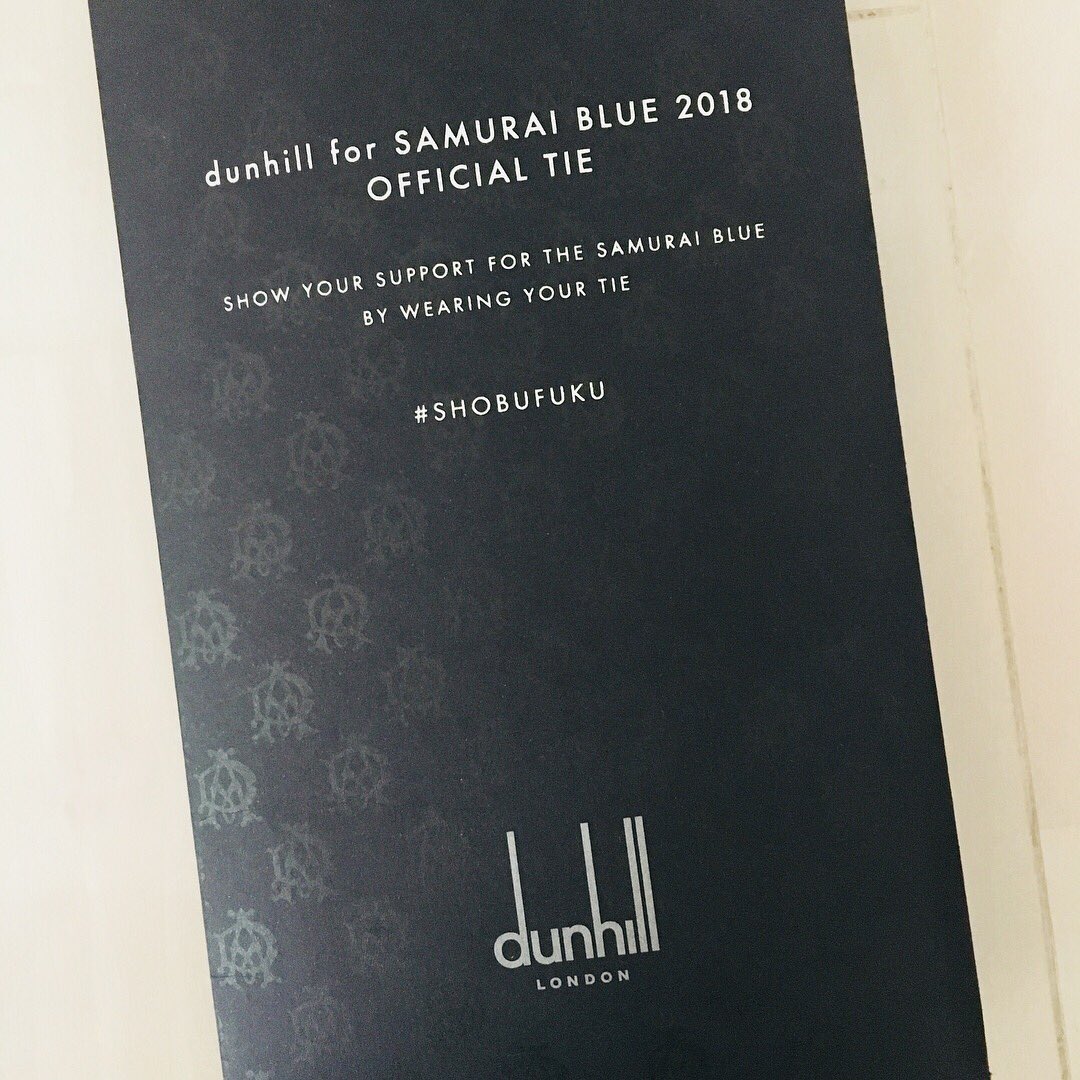 dunhill for SAMURAI BLUE 2018
OFFICIAL TIE
SHOW YOUR SUPPORT FOR THE SAMURAI BLUE
BY WEARING YOUR TIE
#SHOBUFUKU
dunhill
LONDON